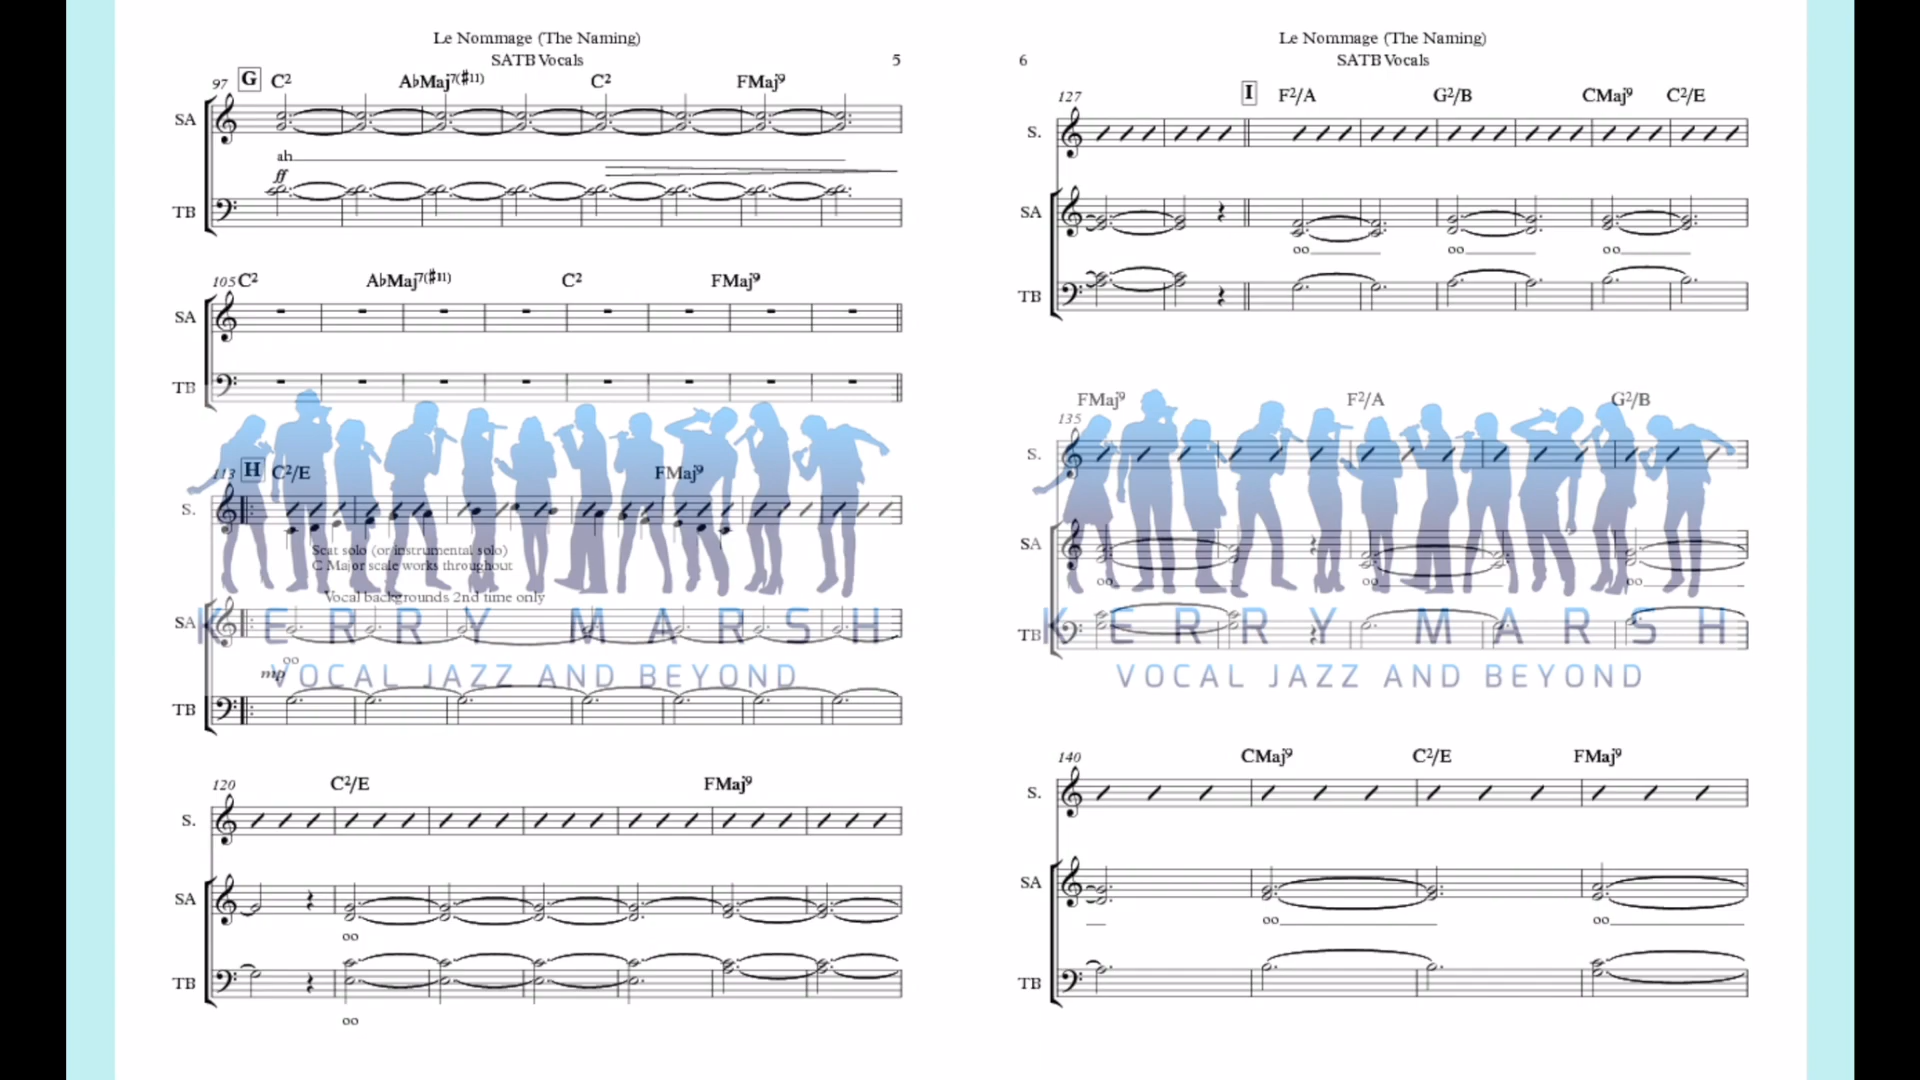 Le Nommage (The Naming)
SATB Vocals
5
97 G C2 A♭Maj7(♯11) C2 FMaj9
SA
ah
ff
TB
105 C2 A♭Maj7(♯11) C2 FMaj9
SA
TB
113 H C2/E FMaj9
S.
Scat solo (or instrumental solo)
C Major scale works throughout
Vocal backgrounds 2nd time only
SA
KERRY MARSH
oo
mp
VOCAL JAZZ AND BEYOND
TB
120 C2/E FMaj9
S.
SA
oo
TB
oo
Le Nommage (The Naming)
6
SATB Vocals
127 I F2/A G2/B CMaj9 C2/E
S.
SA
oo oo oo
TB
FMaj9 F2/A G2/B
135
S.
SA
oo oo oo
TB
KERRY MARSH
VOCAL JAZZ AND BEYOND
140 CMaj9 C2/E FMaj9
S.
SA
oo oo
TB